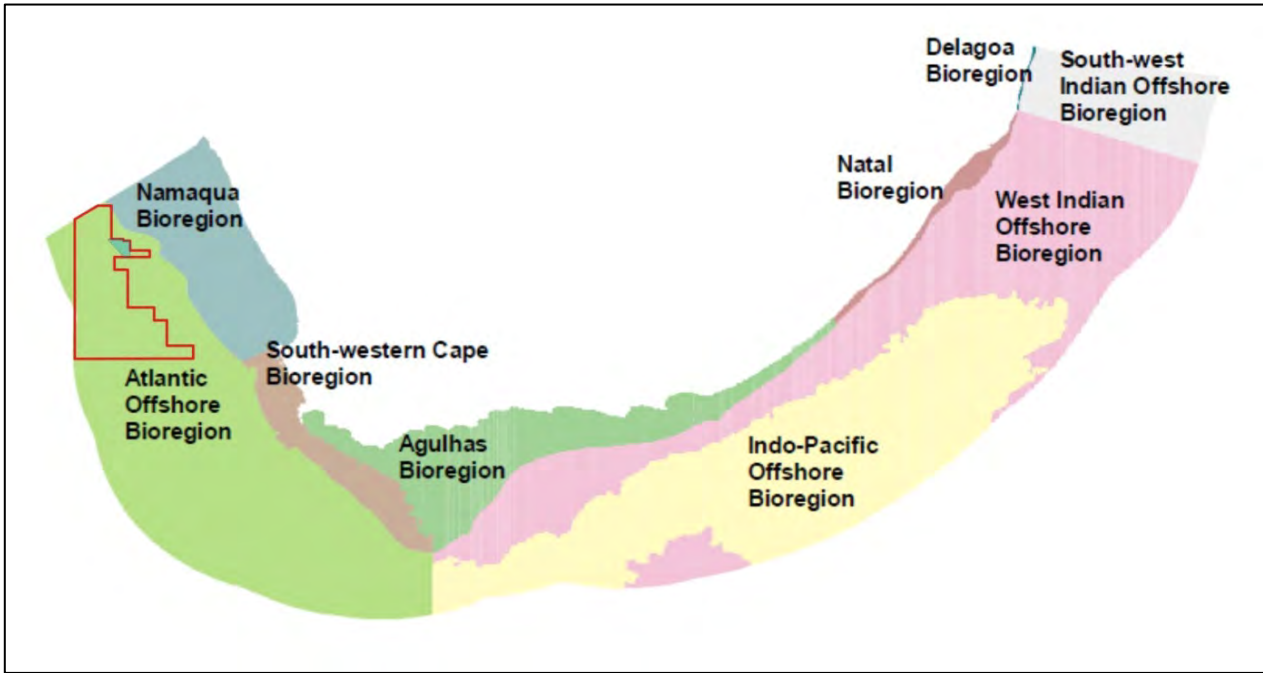 Delagoa
Bioregion
South-west
Indian Offshore
Bioregion
Namaqua
Bioregion
Natal
Bioregion
West Indian
Offshore
Bioregion
South-western Cape
Bioregion
Atlantic
Offshore
Bioregion
Agulhas
Bioregion
Indo-Pacific
Offshore
Bioregion